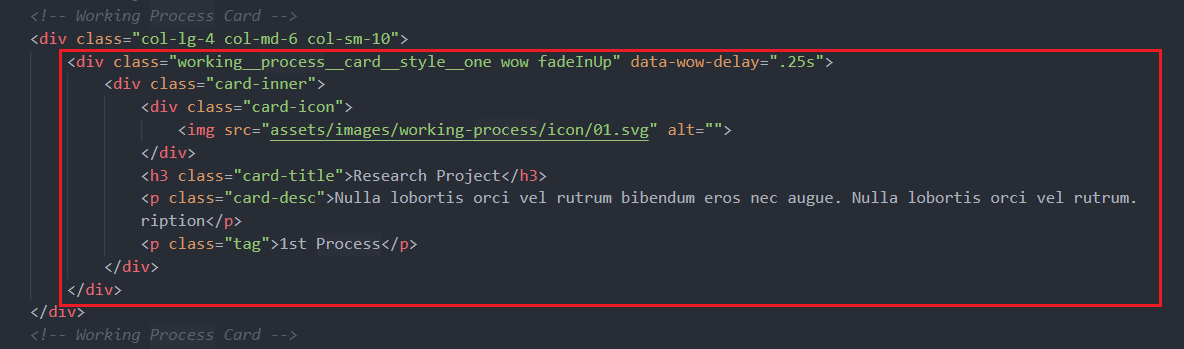 <!-- Working Process Card -->
<div class="col-lg-4 col-md-6 col-sm-10">
<div class="working__process__card__style__one wow fadeInUp" data-wow-delay=".25s">
<div class="card-inner">
<div class="card-icon">
<img src="assets/images/working-process/icon/01.svg" alt="">
</div>
<h3 class="card-title">Research Project</h3>
<p class="card-desc">Nulla lobortis orci vel rutrum bibendum eros nec augue. Nulla lobortis orci vel rutrum.
ription</p>
<p class="tag">1st Process</p>
</div>
</div>
</div>
<!-- Working Process Card -->